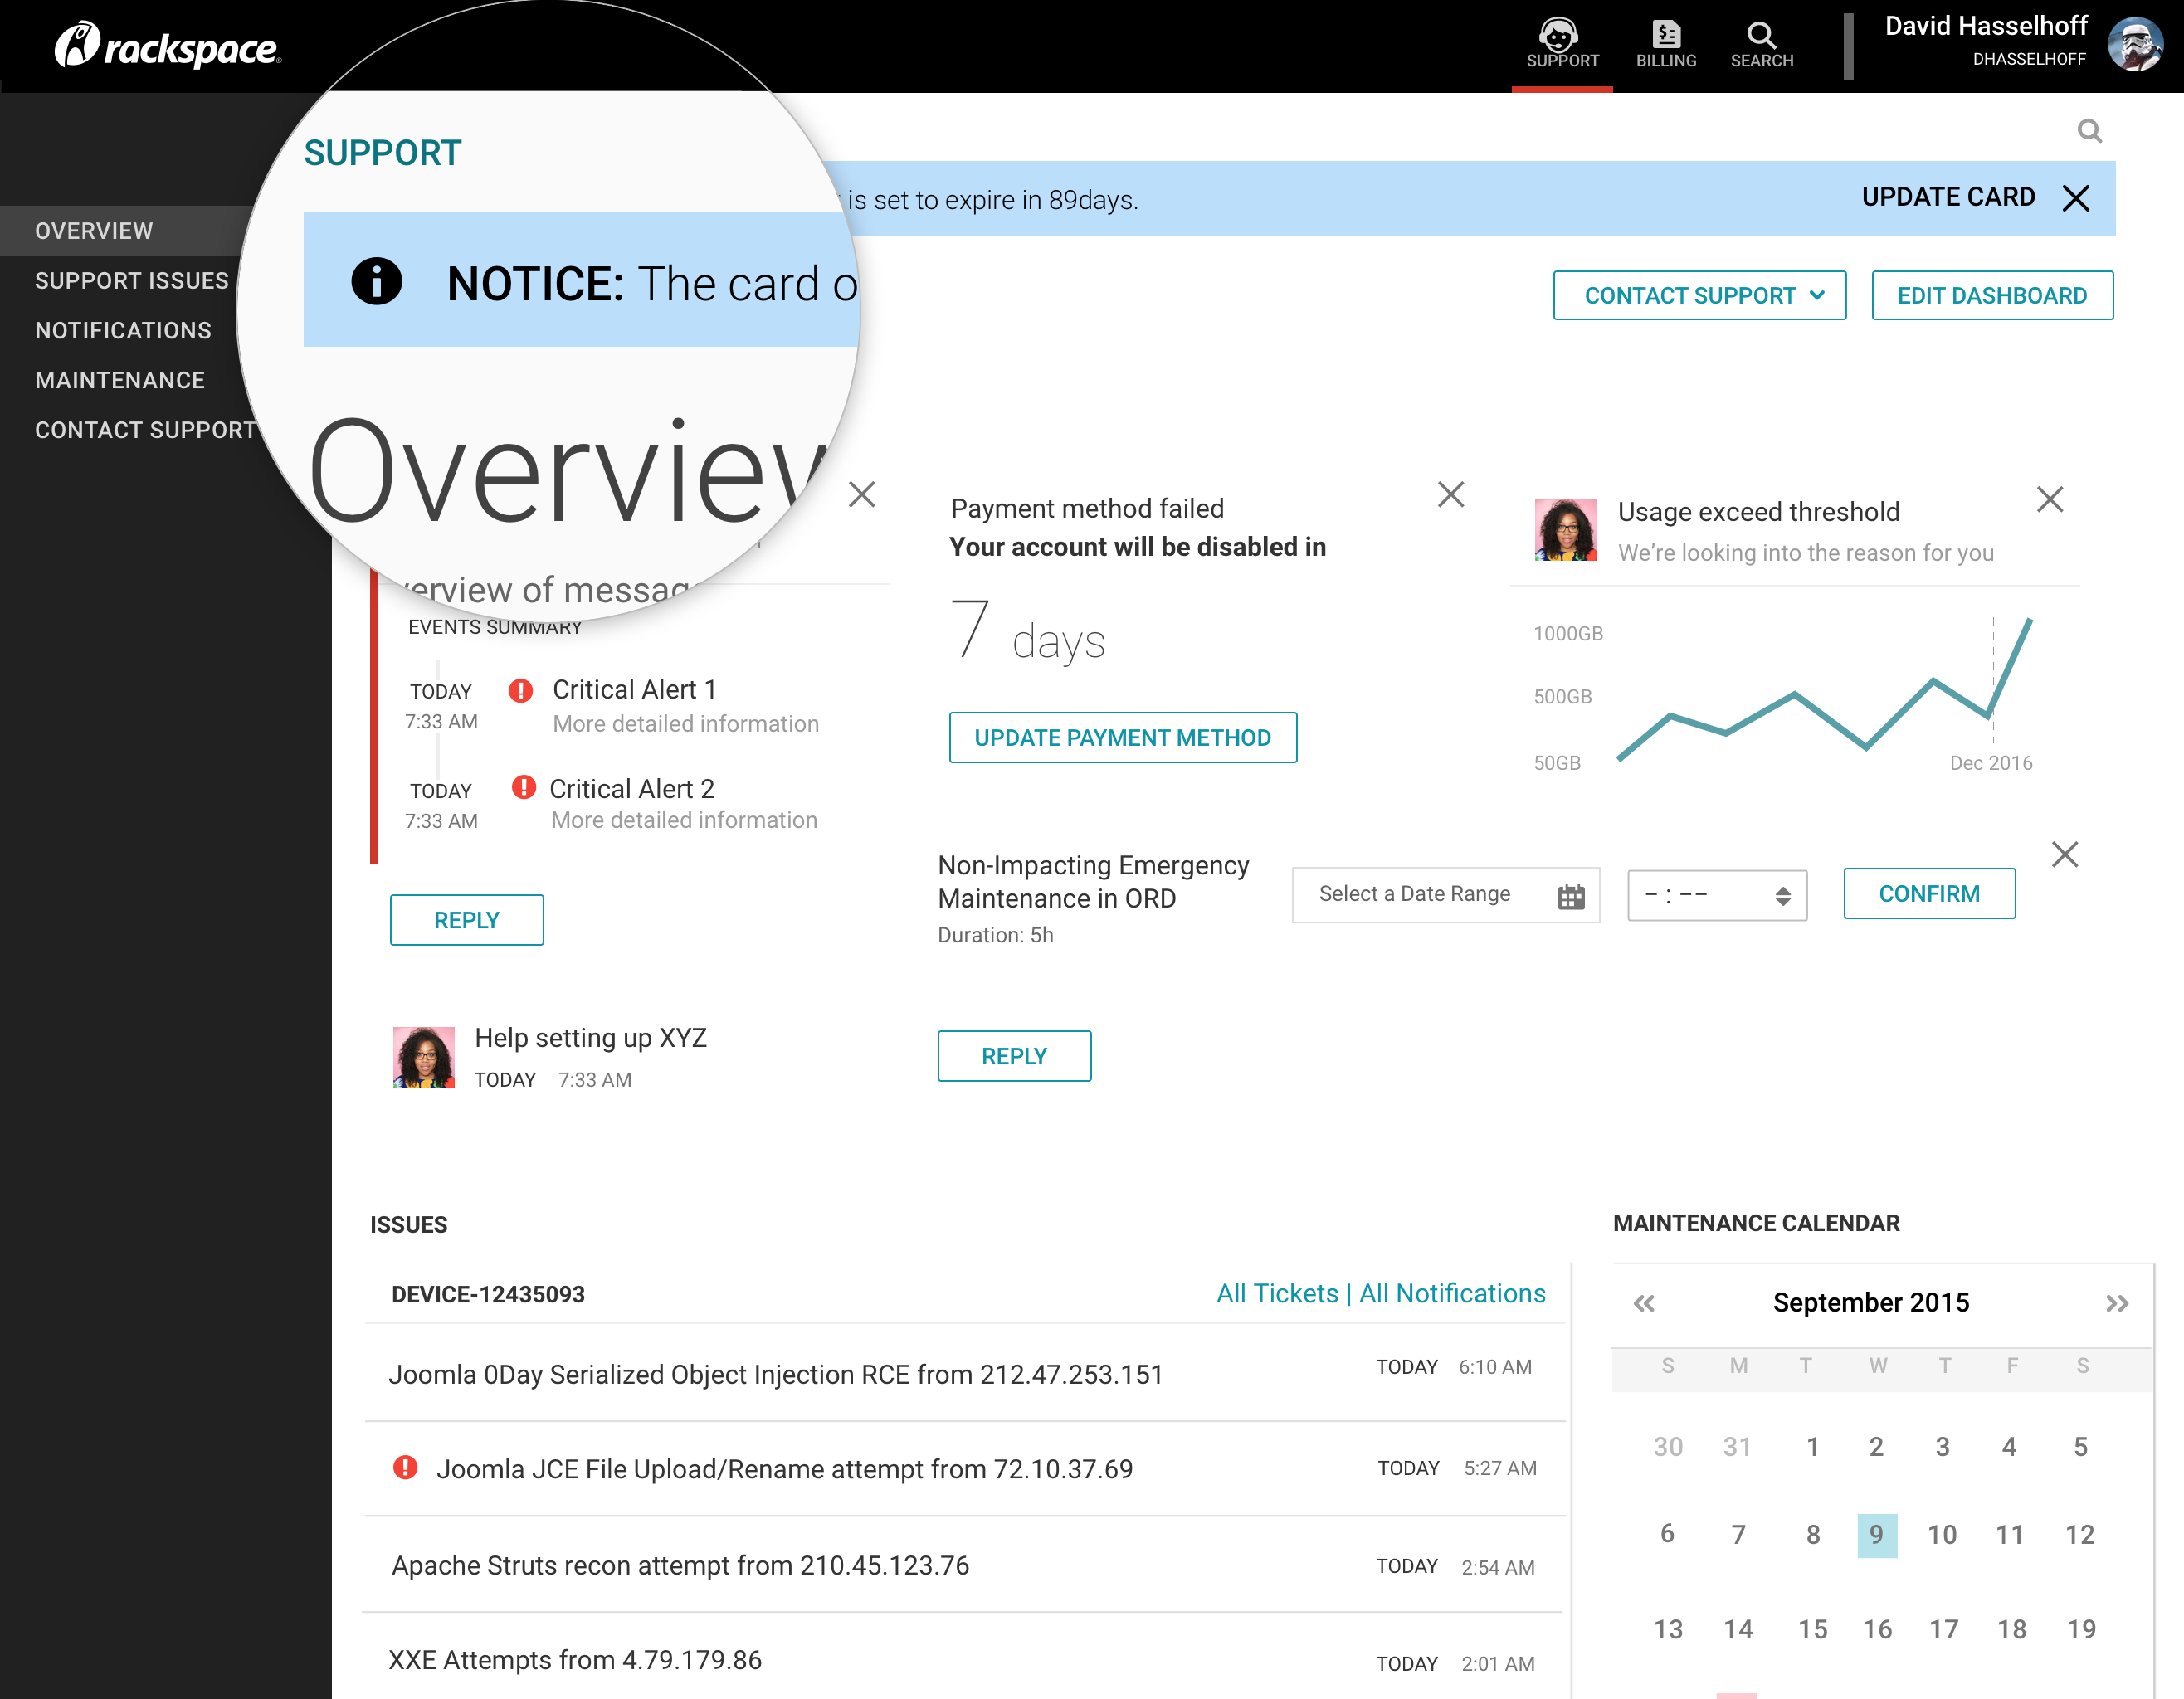 rackspace
SUPPORT
BILLING
SEARCH
David Hasselhoff
DHASSELHOFF
OVERVIEW
SUPPORT ISSUES
NOTIFICATIONS
MAINTENANCE
CONTACT SUPPORT
SUPPORT
NOTICE: The card
is set to expire in 89days.
UPDATE CARD
CONTACT SUPPORT
EDIT DASHBOARD
of
EVENTS SUMMARY
TODAY
7:33 AM
Critical Alert 1
More detailed information
TODAY
7:33 AM
Critical Alert 2
More detailed information
REPLY
Payment method failed
Your account will be disabled in
7 days
UPDATE PAYMENT METHOD
Usage exceed threshold
We’re looking into the reason for you
1000GB
500GB
50GB
Dec 2016
Non-Impacting Emergency
Maintenance in ORD
Duration: 5h
Select a Date Range
– : – –
CONFIRM
Help setting up XYZ
TODAY 7:33 AM
REPLY
ISSUES
DEVICE-12435093
All Tickets | All Notifications
Joomla 0Day Serialized Object Injection RCE from 212.47.253.151 TODAY 6:10 AM
Joomla JCE File Upload/Rename attempt from 72.10.37.69 TODAY 5:27 AM
Apache Struts recon attempt from 210.45.123.76 TODAY 2:54 AM
XXE Attempts from 4.79.179.86 TODAY 2:01 AM
MAINTENANCE CALENDAR
September 2015
S M T W T F S
30 31 1 2 3 4 5
6 7 8 9 10 11 12
13 14 15 16 17 18 19